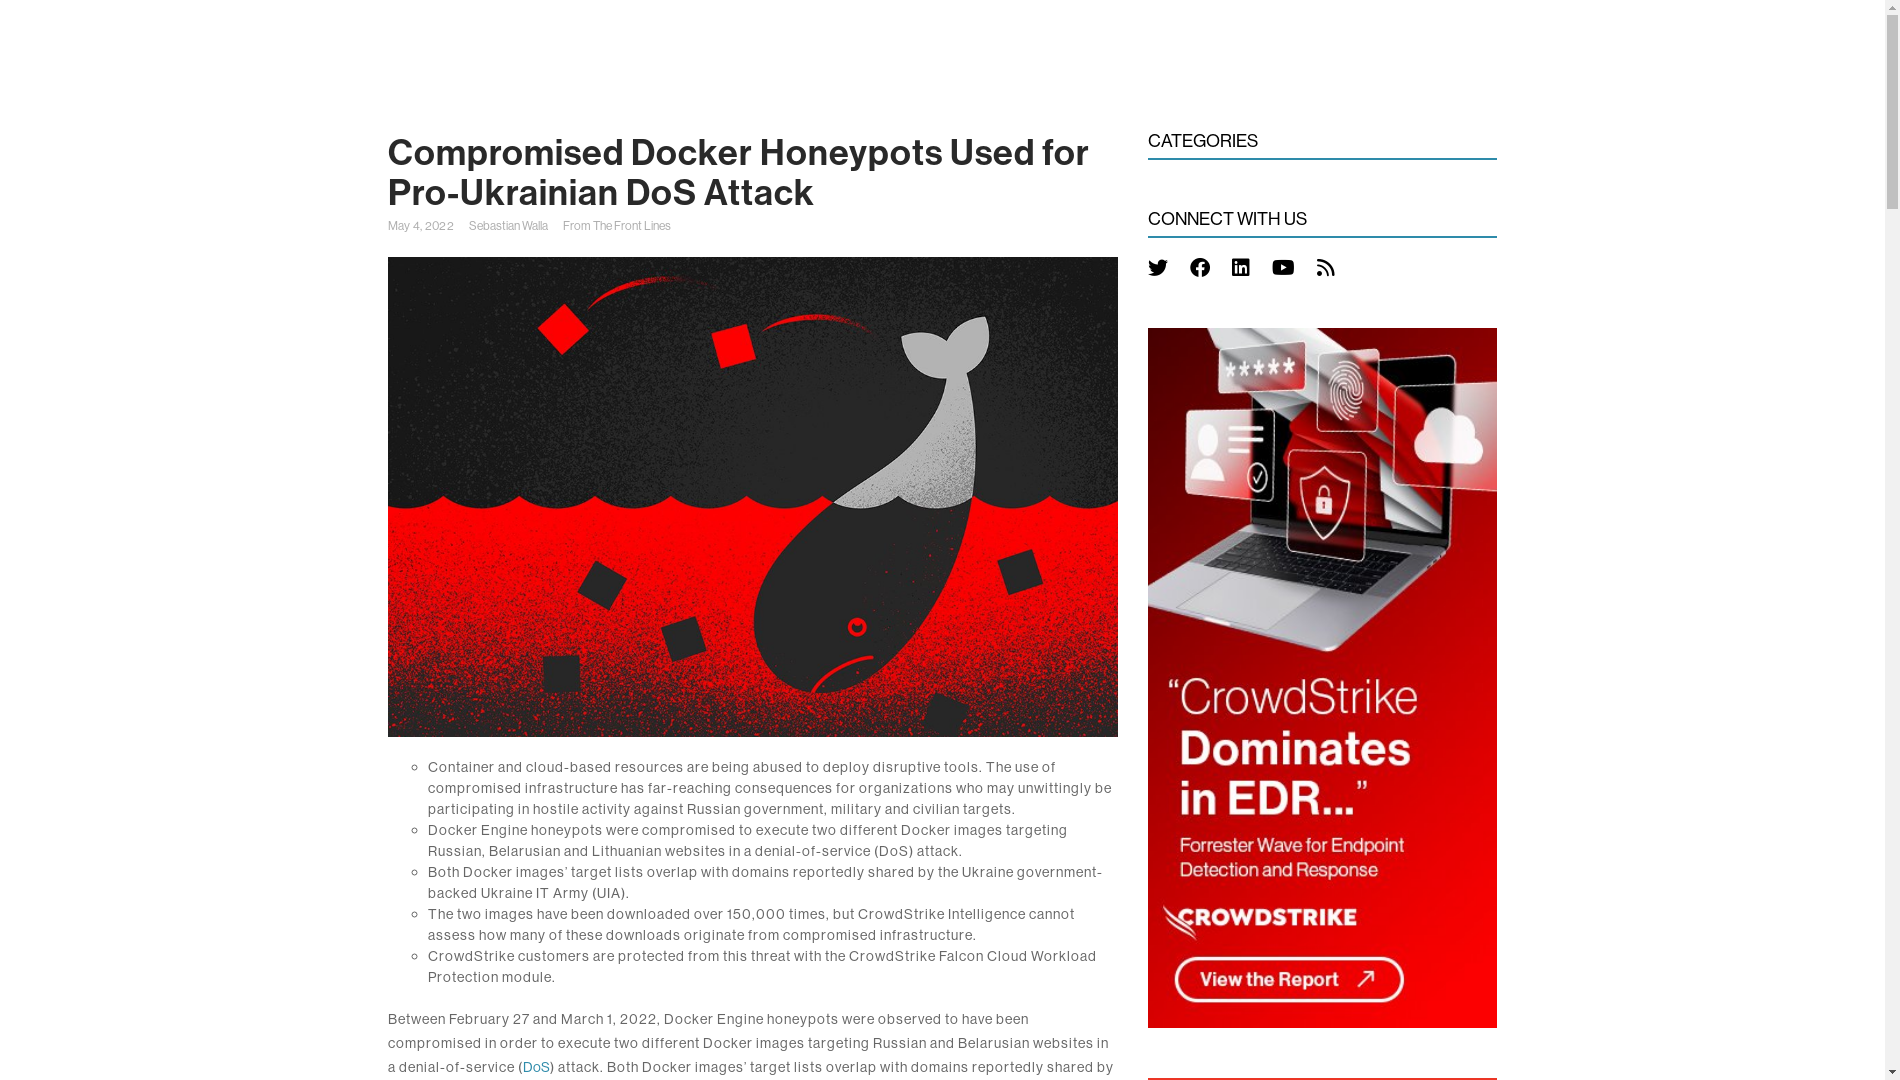 Compromised Docker Honeypots Used for
Pro-Ukrainian DoS Attack
May 4, 2022 Sebastian Walla From The Front Lines
Container and cloud-based resources are being abused to deploy disruptive tools. The use of
compromised infrastructure has far-reaching consequences for organizations who may unwittingly be
participating in hostile activity against Russian government, military and civilian targets.
Docker Engine honeypots were compromised to execute two different Docker images targeting
Russian, Belarusian and Lithuanian websites in a denial-of-service (DoS) attack.
Both Docker images’ target lists overlap with domains reportedly shared by the Ukraine government-
backed Ukraine IT Army (UIA).
The two images have been downloaded over 150,000 times, but CrowdStrike Intelligence cannot
assess how many of these downloads originate from compromised infrastructure.
CrowdStrike customers are protected from this threat with the CrowdStrike Falcon Cloud Workload
Protection module.
Between February 27 and March 1, 2022, Docker Engine honeypots were observed to have been
compromised in order to execute two different Docker images targeting Russian and Belarusian websites in
a denial-of-service (DoS) attack. Both Docker images’ target lists overlap with domains reportedly shared by
CATEGORIES
CONNECT WITH US
*****
“CrowdStrike
Dominates
in EDR...”
Forrester Wave for Endpoint
Detection and Response
CROWDSTRIKE
View the Report